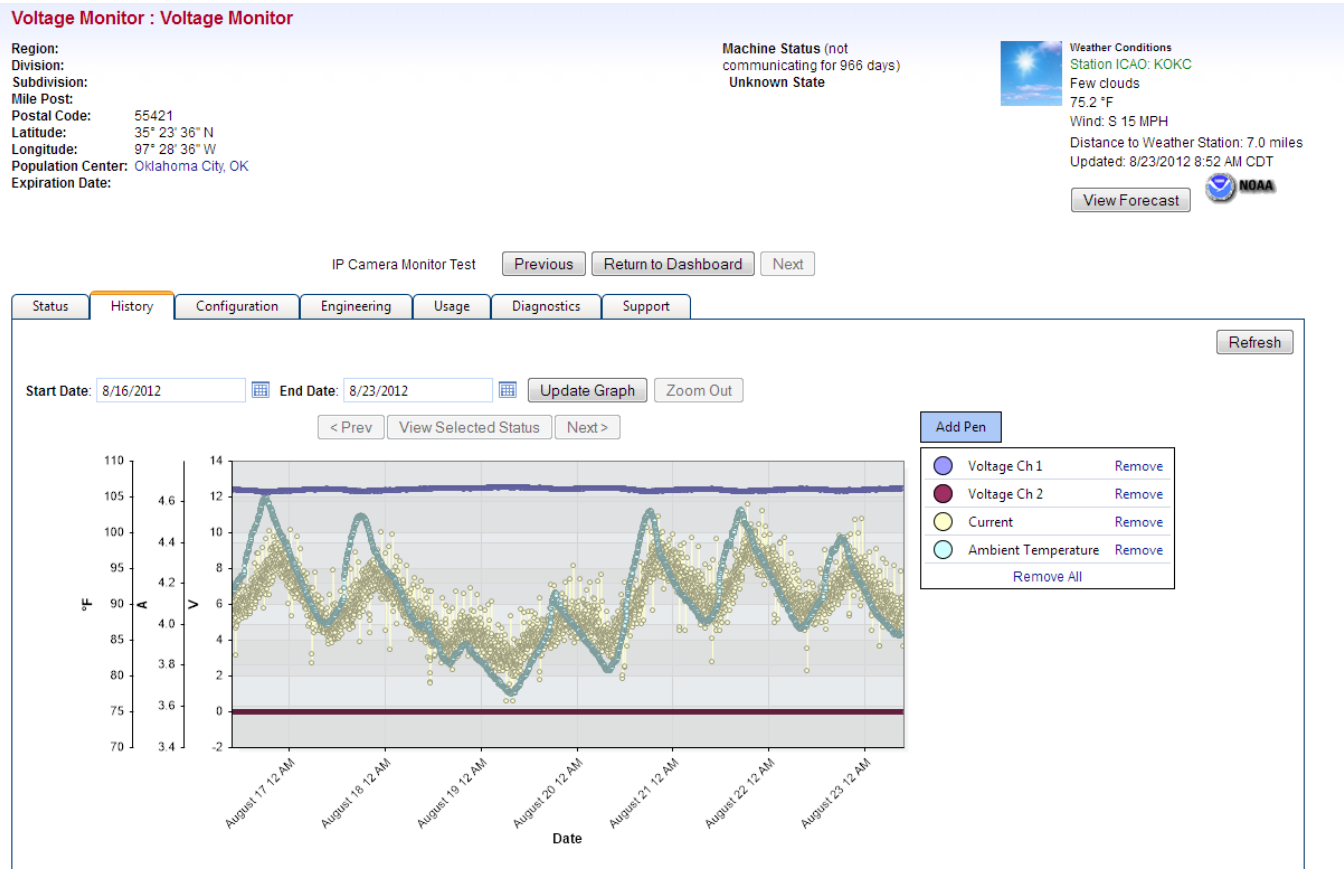 Voltage Monitor : Voltage Monitor
Region:
Division:
Subdivision:
Mile Post:
Postal Code: 55421
Latitude: 35° 23' 36" N
Longitude: 97° 28' 36" W
Population Center: Oklahoma City, OK
Expiration Date:
Machine Status (not
communicating for 966 days)
Unknown State
Weather Conditions
Station ICAO: KOKC
Few clouds
75.2 °F
Wind: S 15 MPH
Distance to Weather Station: 7.0 miles
Updated: 8/23/2012 8:52 AM CDT
View Forecast
NOAA
IP Camera Monitor Test Previous Return to Dashboard Next
Status History Configuration Engineering Usage Diagnostics Support
Refresh
Start Date: 8/16/2012 End Date: 8/23/2012 Update Graph Zoom Out
< Prev View Selected Status Next >
Add Pen
Voltage Ch 1 Remove
Voltage Ch 2 Remove
Current Remove
Ambient Temperature Remove
Remove All
°F
110
105
100
95
90
85
80
75
70
A
4.6
4.4
4.2
4.0
3.8
3.6
3.4
V
14
12
10
8
6
4
2
0
-2
August 17 12 AM
August 18 12 AM
August 19 12 AM
August 20 12 AM
August 21 12 AM
August 22 12 AM
August 23 12 AM
Date